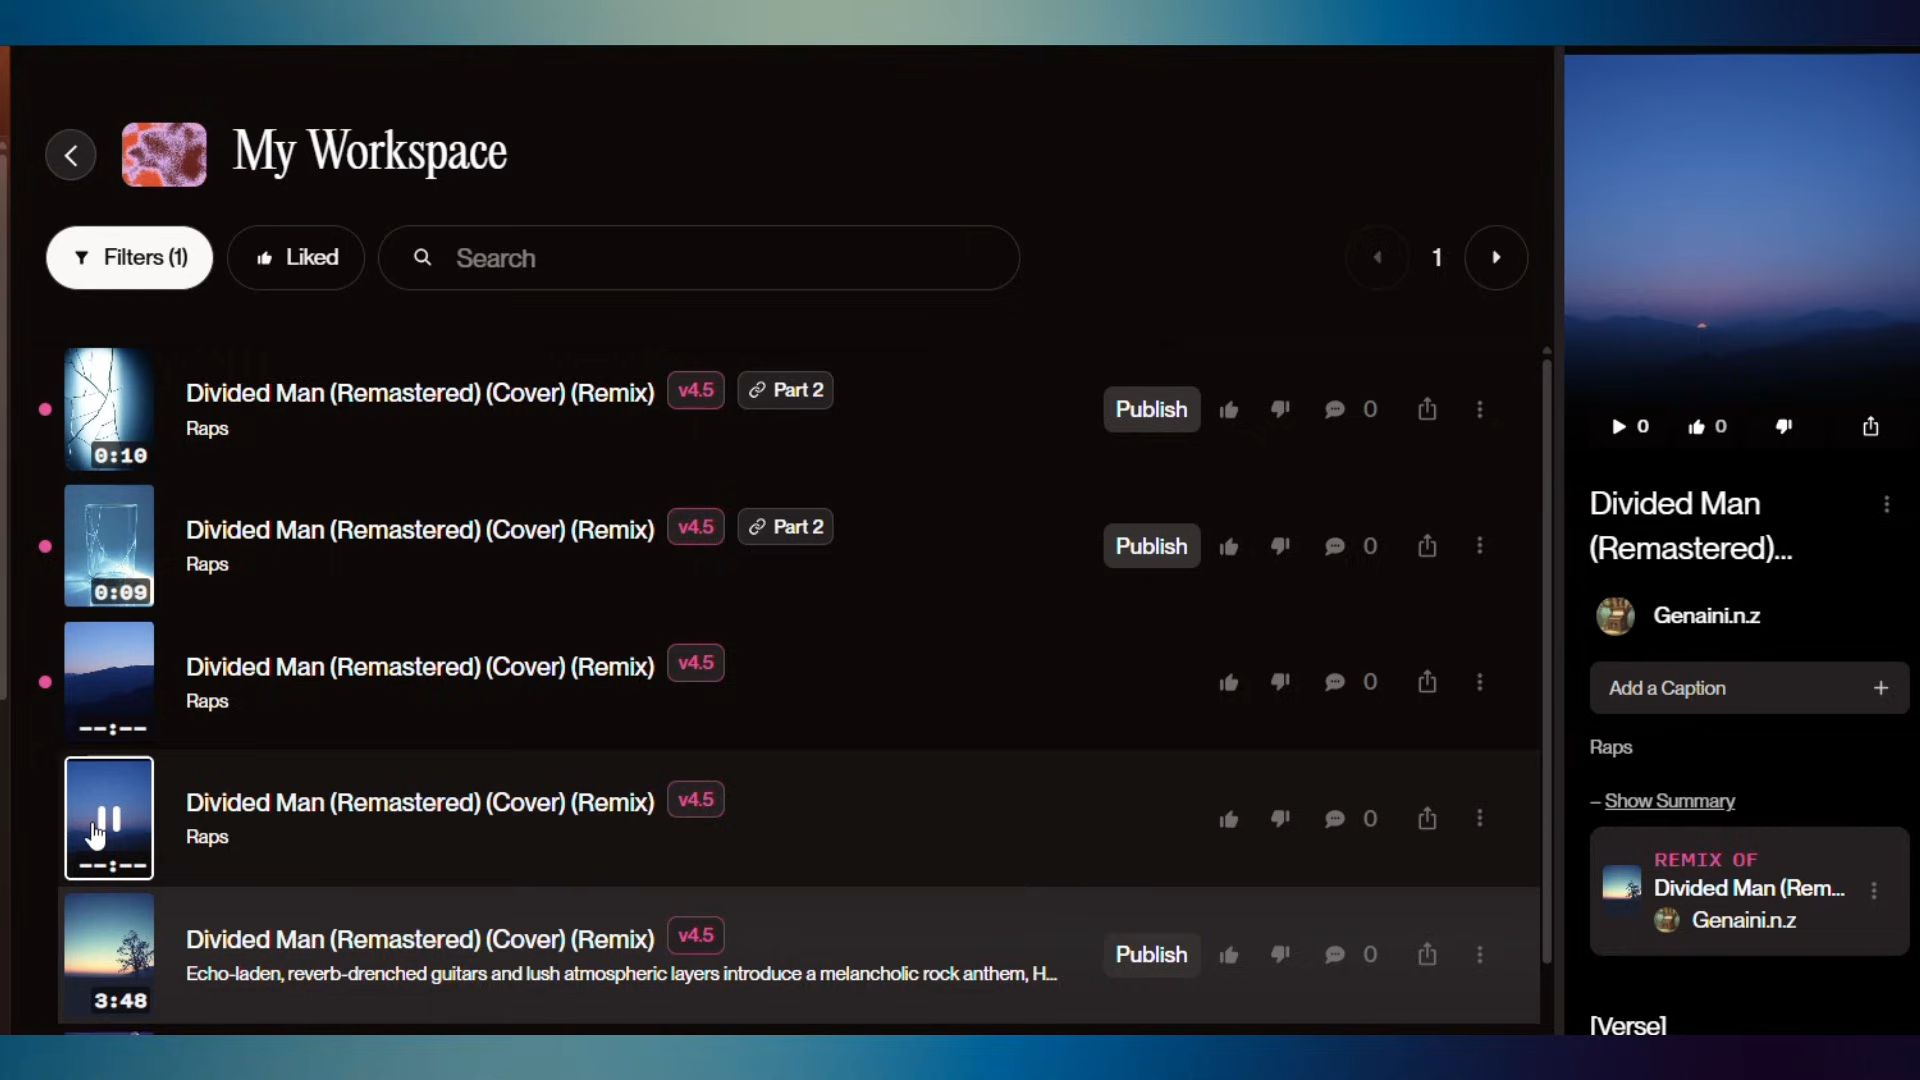 My Workspace
Filters (1)
Liked
Search
1
Divided Man (Remastered) (Cover) (Remix) v4.5 Part 2
Raps
0:10
Publish
0
Divided Man (Remastered) (Cover) (Remix) v4.5 Part 2
Raps
0:09
Publish
0
Divided Man (Remastered) (Cover) (Remix) v4.5
Raps
--:--
0
Divided Man (Remastered) (Cover) (Remix) v4.5
Raps
--:--
0
Divided Man (Remastered) (Cover) (Remix) v4.5
Echo-laden, reverb-drenched guitars and lush atmospheric layers introduce a melancholic rock anthem, H...
3:48
Publish
0
0 0
Divided Man
(Remastered)...
Genaini.n.z
Add a Caption +
Raps
– Show Summary
REMIX OF
Divided Man (Rem...
Genaini.n.z
[Verse]